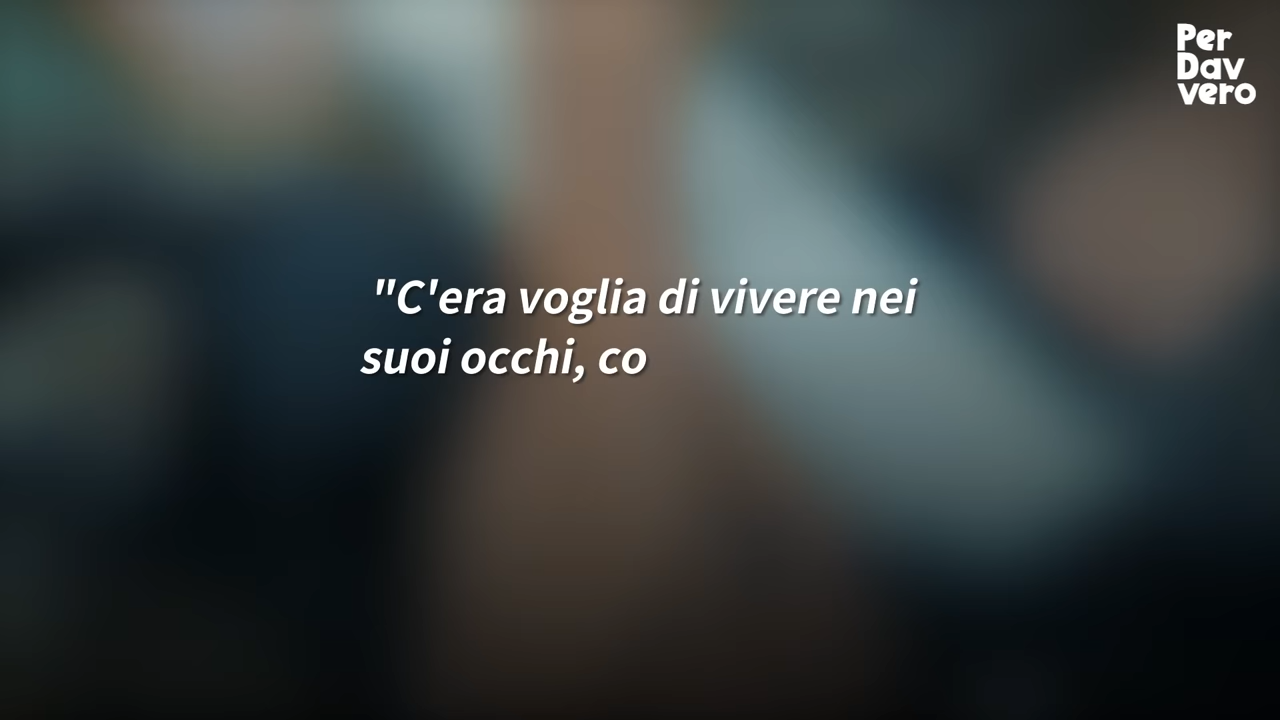 Per
Dav
vero
"C'era voglia di vivere nei
suoi occhi, co